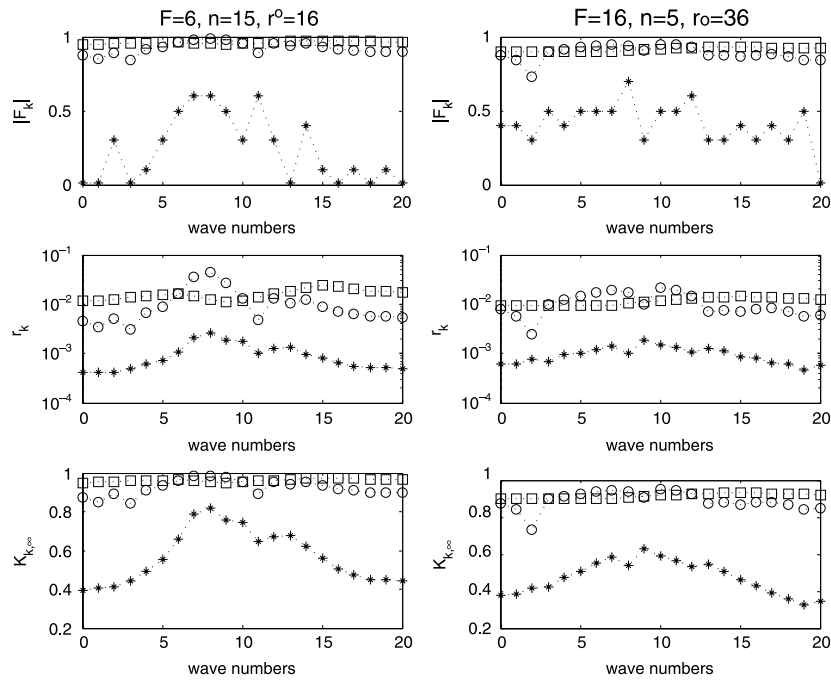 F=6, n=15, r°=16
1
0.5
0
|Fₖ|
0 5 10 15 20
wave numbers
F=16, n=5, ro=36
1
0.5
0
|Fₖ|
0 5 10 15 20
wave numbers
10⁻¹
10⁻²
10⁻³
10⁻⁴
rₖ
0 5 10 15 20
wave numbers
10⁻¹
10⁻²
10⁻³
10⁻⁴
rₖ
0 5 10 15 20
wave numbers
1
0.8
0.6
0.4
0.2
Kₖ,∞
0 5 10 15 20
wave numbers
1
0.8
0.6
0.4
0.2
Kₖ,∞
0 5 10 15 20
wave numbers